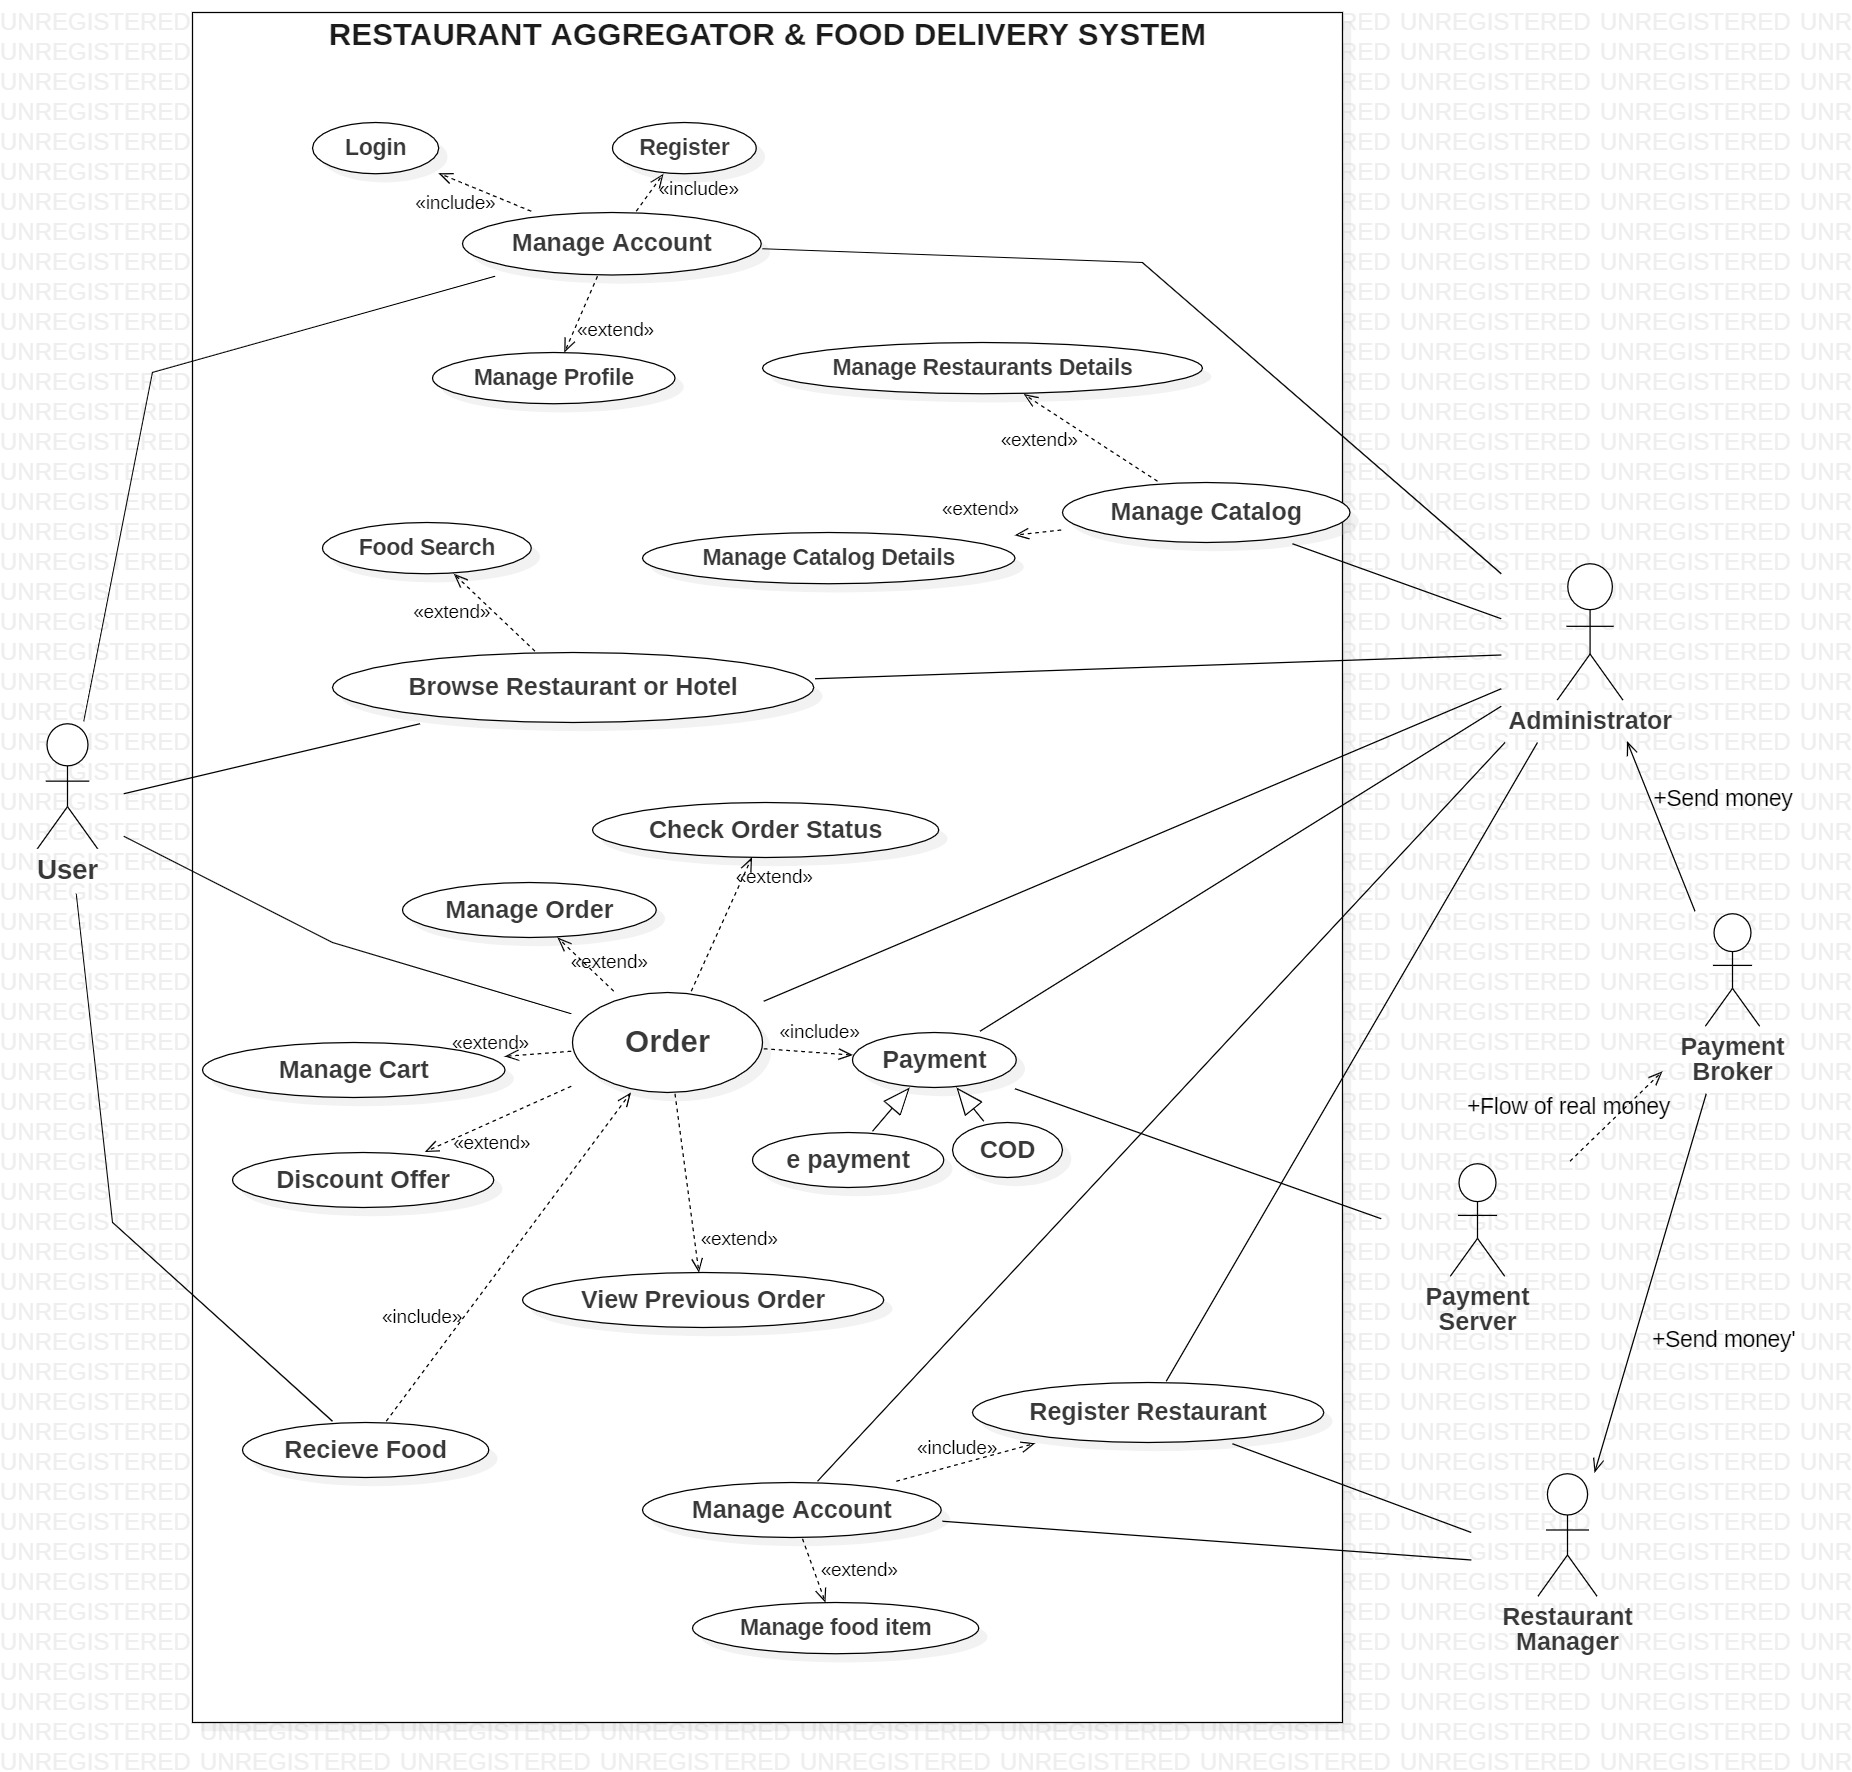 RESTAURANT AGGREGATOR & FOOD DELIVERY SYSTEM
Login
Register
«include»
«include»
Manage Account
«extend»
Manage Profile
Manage Restaurants Details
«extend»
Manage Catalog
«extend»
Manage Catalog Details
Food Search
«extend»
Browse Restaurant or Hotel
Administrator
User
+Send money
Check Order Status
«extend»
Manage Order
«extend»
Order
«include»
Payment
«extend»
Manage Cart
Payment
Broker
+Flow of real money
«extend»
Discount Offer
e payment
COD
«extend»
View Previous Order
Payment
Server
«include»
+Send money'
Recieve Food
Register Restaurant
«include»
Manage Account
«extend»
Manage food item
Restaurant
Manager
UNREGISTERED